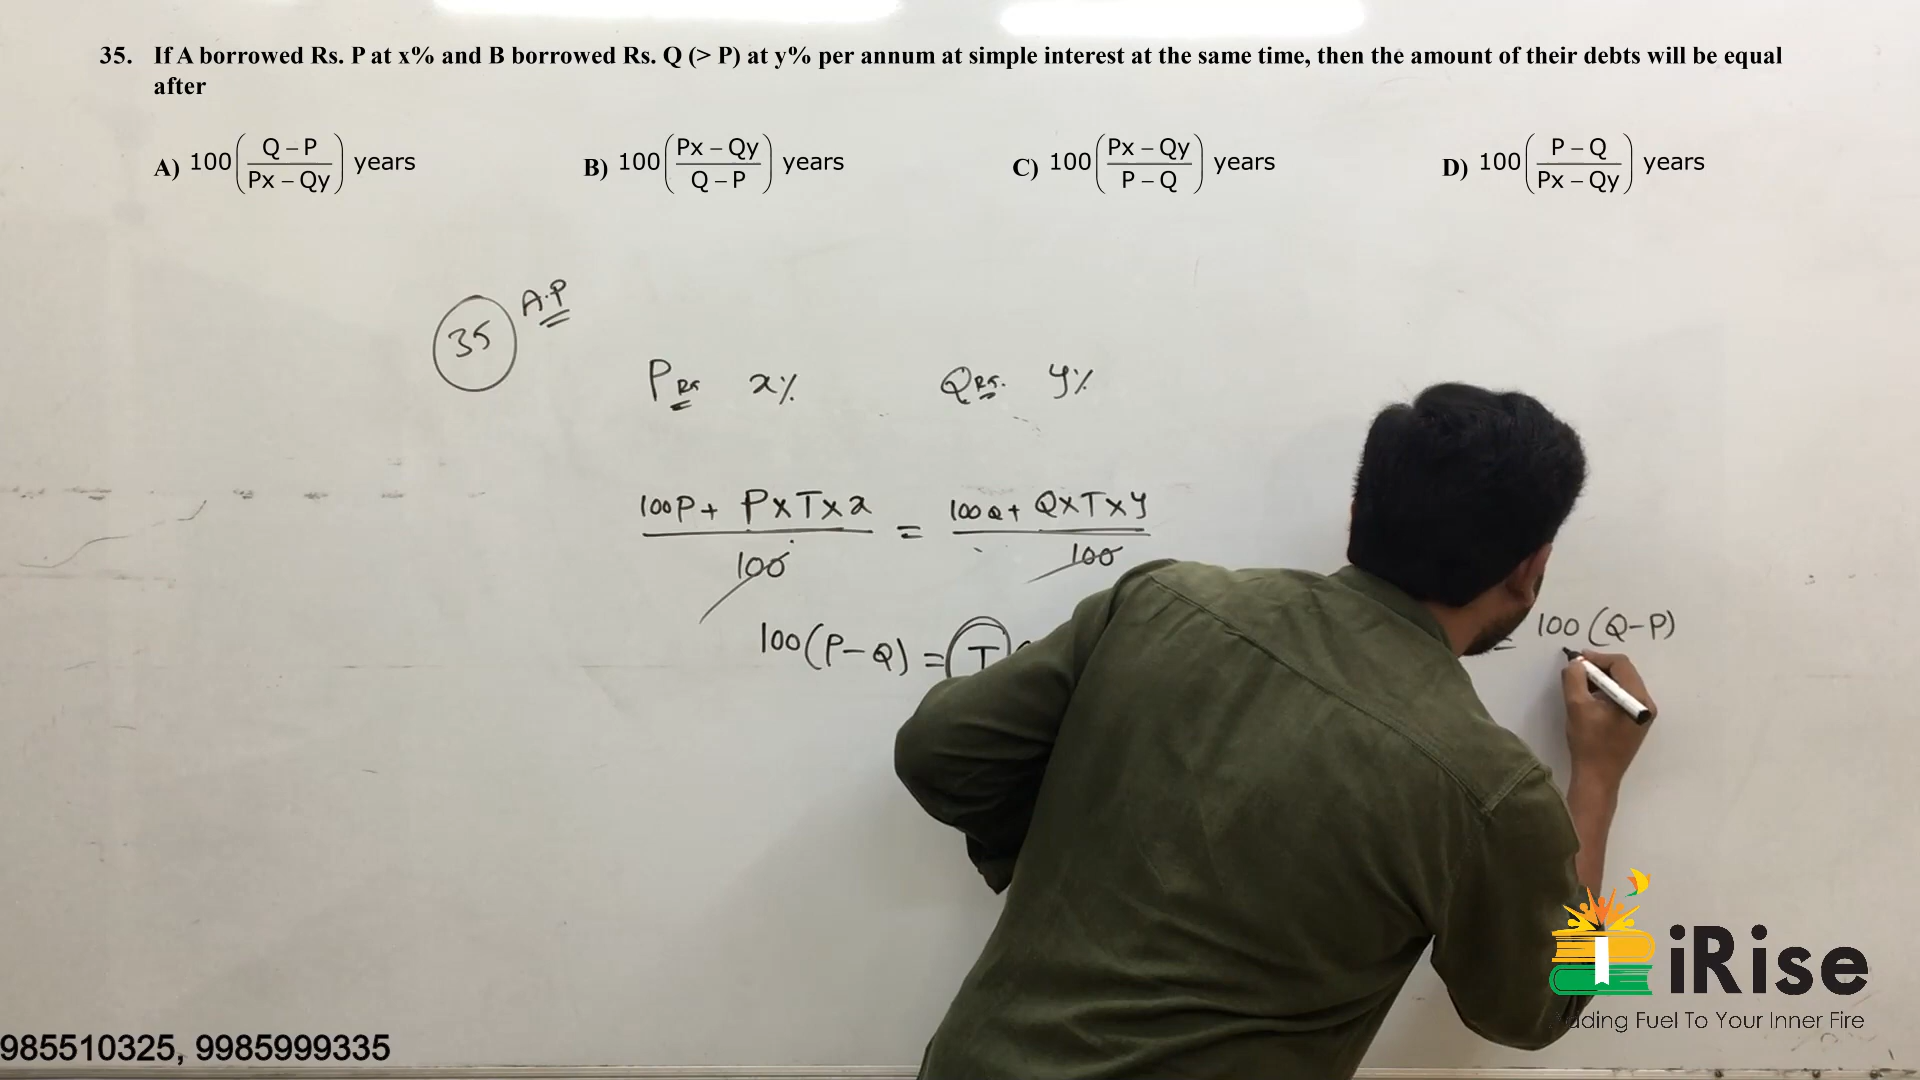 35. If A borrowed Rs. P at x% and B borrowed Rs. Q (> P) at y% per annum at simple interest at the same time, then the amount of their debts will be equal
after
A) 100((Q – P)/(Px – Qy)) years B) 100((Px – Qy)/(Q – P)) years C) 100((Px – Qy)/(P – Q)) years D) 100((P – Q)/(Px – Qy)) years
35 A.P
P Rs x% Q Rs. y%
100P + P×T×x = 100Q + Q×T×y
100 100
100(P–Q) = T
= 100(Q–P)
iRise
dding Fuel To Your Inner Fire
985510325, 9985999335